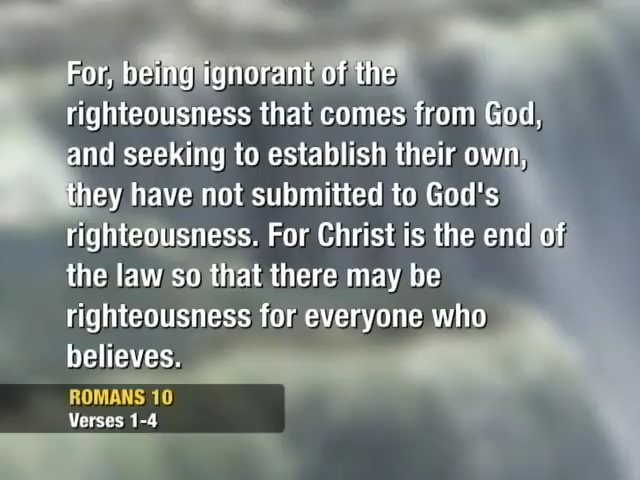 For, being ignorant of the
righteousness that comes from God,
and seeking to establish their own,
they have not submitted to God's
righteousness. For Christ is the end of
the law so that there may be
righteousness for everyone who
believes.
ROMANS 10
Verses 1-4